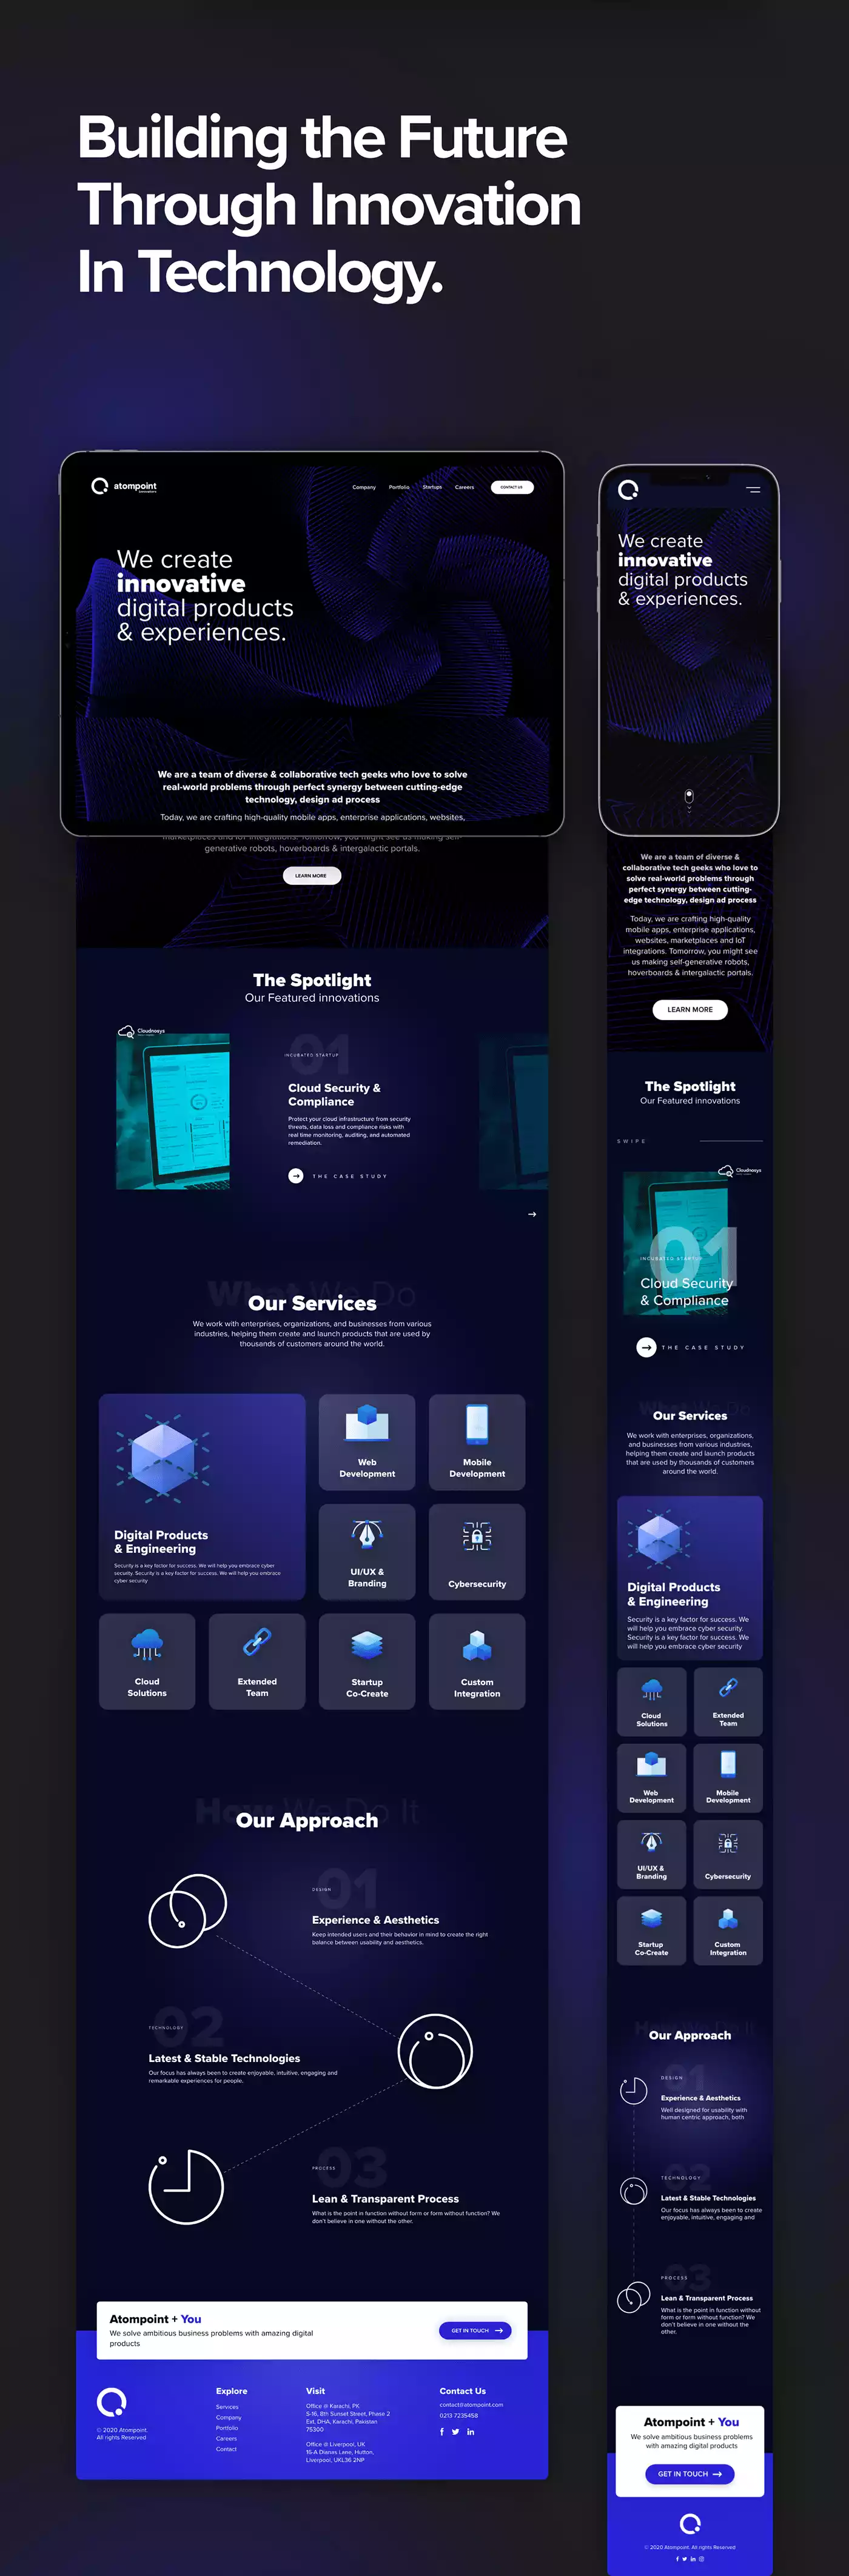 Building the Future
Through Innovation
In Technology.
atompoint
innovations
Company
Portfolio
Startups
Careers
CONTACT US
We create
innovative
digital products
& experiences.
We are a team of diverse & collaborative tech geeks who love to solve
real-world problems through perfect synergy between cutting-edge
technology, design ad process
Today, we are crafting high-quality mobile apps, enterprise applications, websites,
marketplaces and IoT integrations. Tomorrow, you might see us making self-
generative robots, hoverboards & intergalactic portals.
LEARN MORE
The Spotlight
Our Featured innovations
Cloudnosys
01
INCUBATED STARTUP
Cloud Security &
Compliance
Protect your cloud infrastructure from security
threats, data loss and compliance risks with
real time monitoring, auditing, and automated
remediation.
THE CASE STUDY
What We Do
Our Services
We work with enterprises, organizations, and businesses from various
industries, helping them create and launch products that are used by
thousands of customers around the world.
Digital Products
& Engineering
Security is a key factor for success. We will help you embrace cyber
security. Security is a key factor for success. We will help you embrace
cyber security
Web
Development
Mobile
Development
UI/UX &
Branding
Cybersecurity
Cloud
Solutions
Extended
Team
Startup
Co-Create
Custom
Integration
How We Do It
Our Approach
01
DESIGN
Experience & Aesthetics
Keep intended users and their behavior in mind to create the right
balance between usability and aesthetics.
02
TECHNOLOGY
Latest & Stable Technologies
Our focus has always been to create enjoyable, intuitive, engaging and
remarkable experiences for people.
03
PROCESS
Lean & Transparent Process
What is the point in function without form or form without function? We
don't believe in one without the other.
Atompoint + You
We solve ambitious business problems with amazing digital
products
GET IN TOUCH
© 2020 Atompoint.
All rights Reserved
Explore
Services
Company
Portfolio
Careers
Contact
Visit
Office @ Karachi, PK
S-16, 8th Sunset Street, Phase 2
Ext, DHA, Karachi, Pakistan
75300
Office @ Liverpool, UK
15-A Dianes Lane, Hutton,
Liverpool, UKL36 2NP
Contact Us
contact@atompoint.com
0213 7235458
We create
innovative
digital products
& experiences.
We are a team of diverse &
collaborative tech geeks who love to
solve real-world problems through
perfect synergy between cutting-
edge technology, design ad process
Today, we are crafting high-quality
mobile apps, enterprise applications,
websites, marketplaces and IoT
integrations. Tomorrow, you might see
us making self-generative robots,
hoverboards & intergalactic portals.
LEARN MORE
The Spotlight
Our Featured innovations
SWIPE
Cloudnosys
01
INCUBATED STARTUP
Cloud Security
& Compliance
THE CASE STUDY
What We Do
Our Services
We work with enterprises, organizations,
and businesses from various industries,
helping them create and launch products
that are used by thousands of customers
around the world.
Digital Products
& Engineering
Security is a key factor for success. We
will help you embrace cyber security.
Security is a key factor for success. We
will help you embrace cyber security
Cloud
Solutions
Extended
Team
Web
Development
Mobile
Development
UI/UX &
Branding
Cybersecurity
Startup
Co-Create
Custom
Integration
How We Do It
Our Approach
01
DESIGN
Experience & Aesthetics
Well designed for usability with
human centric approach, both
02
TECHNOLOGY
Latest & Stable Technologies
Our focus has always been to create
enjoyable, intuitive, engaging and
03
PROCESS
Lean & Transparent Process
What is the point in function without
form or form without function? We
don't believe in one without the
other.
Atompoint + You
We solve ambitious business problems
with amazing digital products
GET IN TOUCH
© 2020 Atompoint. All rights Reserved